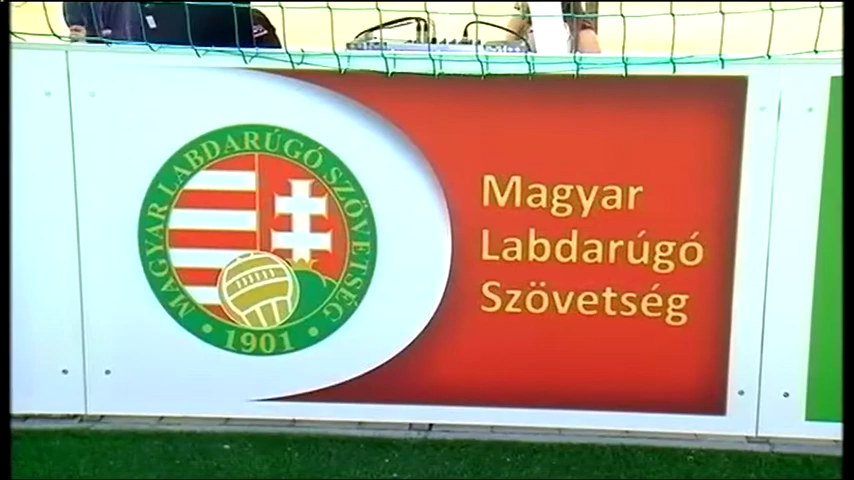 MAGYAR LABDARÚGÓ SZÖVETSÉG
1901
Magyar
Labdarúgó
Szövetség